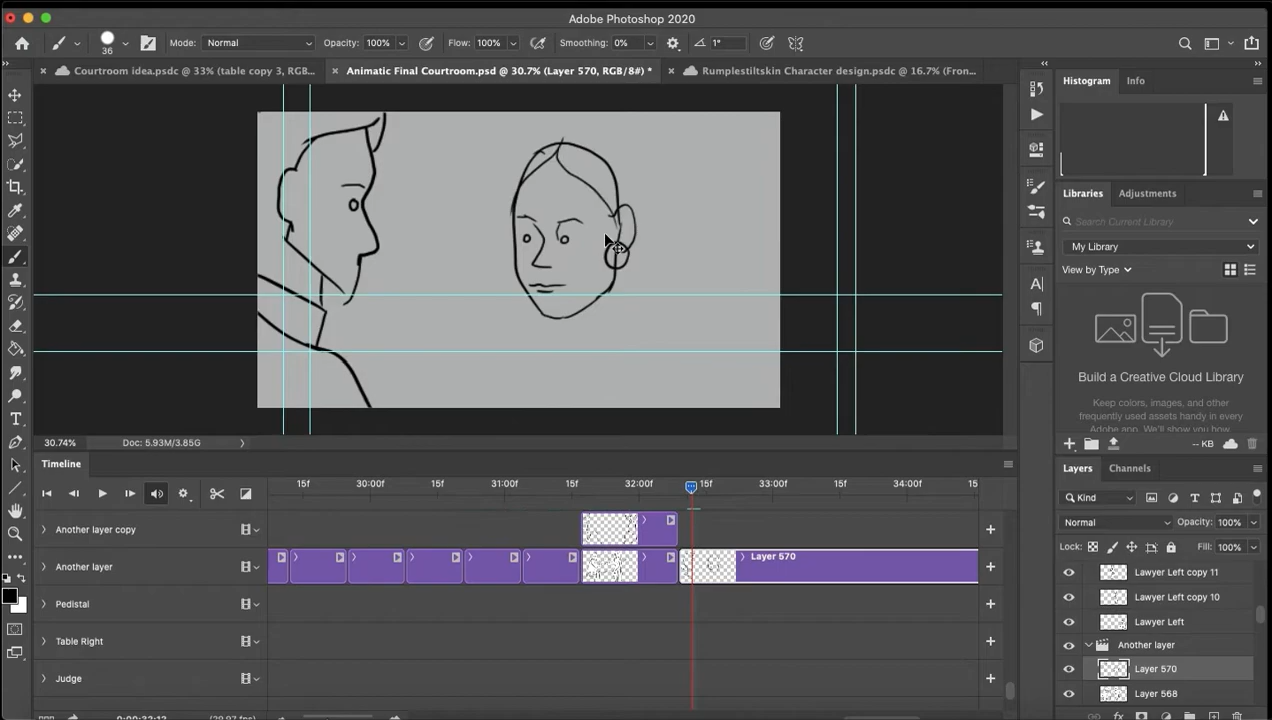 Adobe Photoshop 2020
36
Mode: Normal
Opacity: 100%
Flow: 100%
Smoothing: 0%
1°
Courtroom idea.psdc @ 33% (table copy 3, RGB...
Animatic Final Courtroom.psd @ 30.7% (Layer 570, RGB/8#) *
Rumplestiltskin Character design.psdc @ 16.7% (Fron...
Histogram
Info
Libraries
Adjustments
Search Current Library
My Library
View by Type
Build a Creative Cloud Library
Keep colors, images, and other
frequently used assets handy in every
-- KB
30.74%
Doc: 5.93M/3.85G
Timeline
15f
30:00f
31:00f
15f
32:00f
15f
33:00f
34:00f
15
Another layer copy
Another layer
Layer 570
Pedistal
Table Right
Judge
Layers
Channels
Kind
Normal
Opacity: 100%
Lock:
Fill: 100%
Lawyer Left copy 11
Lawyer Left copy 10
Lawyer Left
Another layer
Layer 570
Layer 568